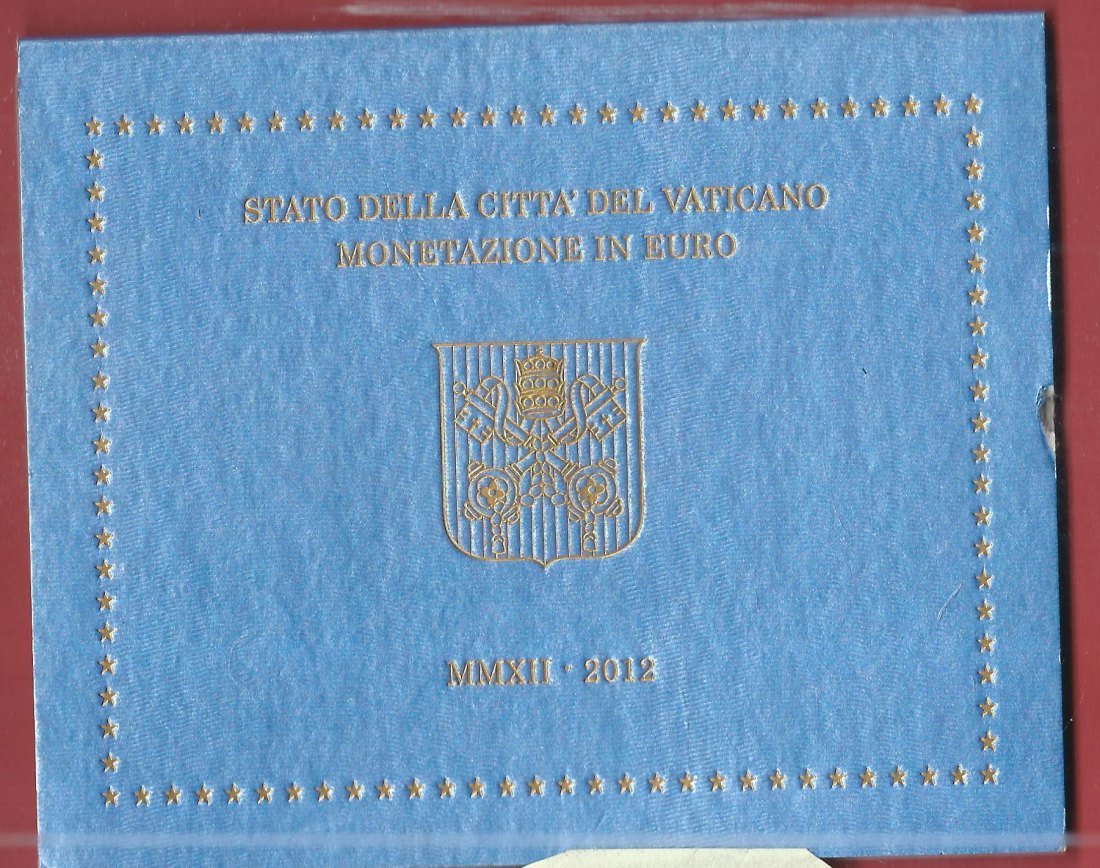 STATO DELLA CITTA' DEL VATICANO
MONETAZIONE IN EURO
MMXII · 2012